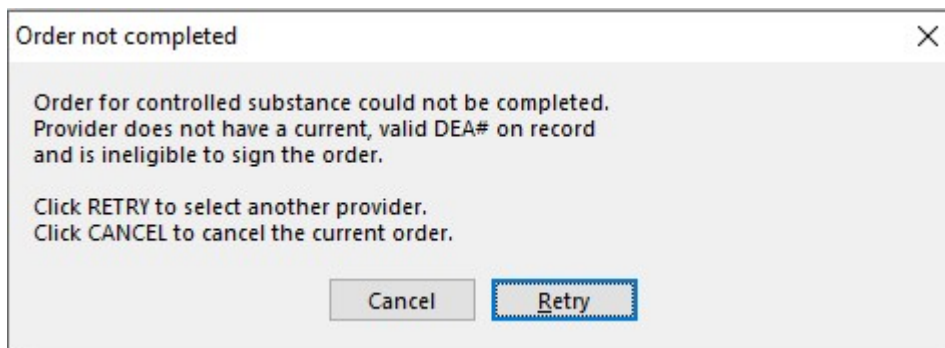 Order not completed
Order for controlled substance could not be completed.
Provider does not have a current, valid DEA# on record
and is ineligible to sign the order.
Click RETRY to select another provider.
Click CANCEL to cancel the current order.
Cancel
Retry